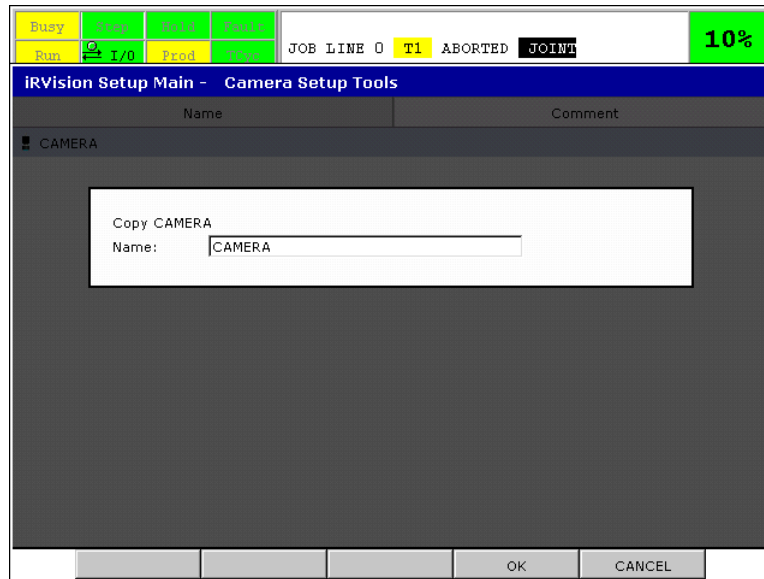 Busy Step Hold Fault
Run I/O Prod TCyc
JOB LINE 0 T1 ABORTED JOINT
10%
iRVision Setup Main - Camera Setup Tools
Name Comment
CAMERA
Copy CAMERA
Name: CAMERA
OK CANCEL